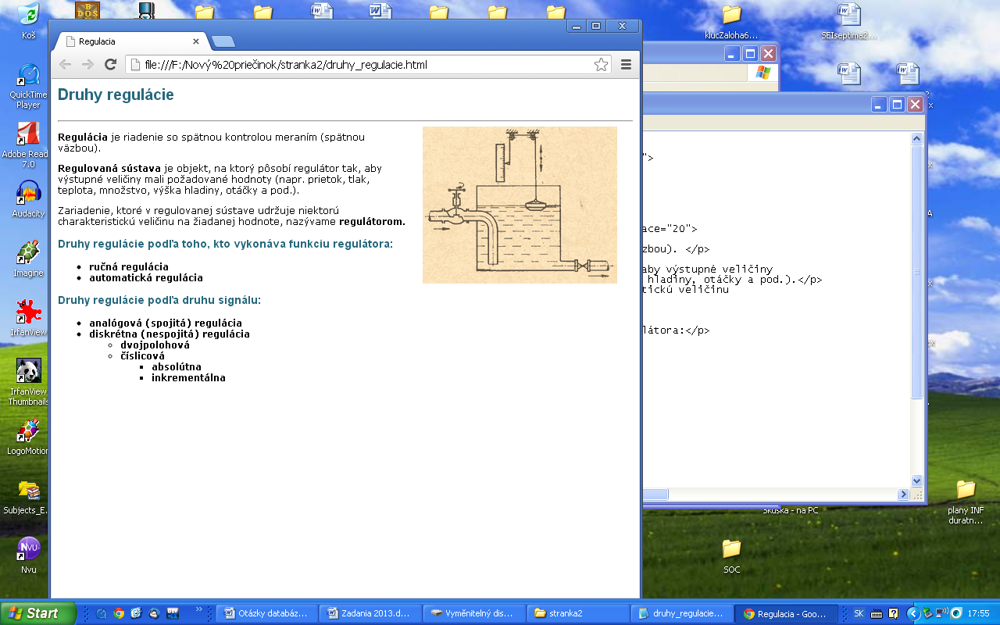 Koš
QuickTime
Player
Adobe Read
7.0
Audacity
Imagine
IrfanView
IrfanView
Thumbnails
LogoMotion
Subjects_E...
Nvu
klucZaloha6...
SEIseptima2...
Regulacia
file:///F:/Nový%20priečinok/stranka2/druhy_regulacie.html
Druhy regulácie
Regulácia je riadenie so spätnou kontrolou meraním (spätnou
väzbou).
Regulovaná sústava je objekt, na ktorý pôsobí regulátor tak, aby
výstupné veličiny mali požadované hodnoty (napr. prietok, tlak,
teplota, množstvo, výška hladiny, otáčky a pod.).
Zariadenie, ktoré v regulovanej sústave udržuje niektorú
charakteristickú veličinu na žiadanej hodnote, nazývame regulátorom.
Druhy regulácie podľa toho, kto vykonáva funkciu regulátora:
ručná regulácia
automatická regulácia
Druhy regulácie podľa druhu signálu:
analógová (spojitá) regulácia
diskrétna (nespojitá) regulácia
dvojpolohová
číslicová
absolútna
inkrementálna
">
ace="20">
zbou). </p>
aby výstupné veličiny
hladiny, otáčky a pod.).</p>
tickú veličinu
látora:</p>
Skuska - na PC
plany INF
duratn...
SOC
Start
Otázky databáz...
Zadania 2013.d...
Vyměnitelný dis...
stranka2
druhy_regulacie...
Regulacia - Goo...
SK
17:55